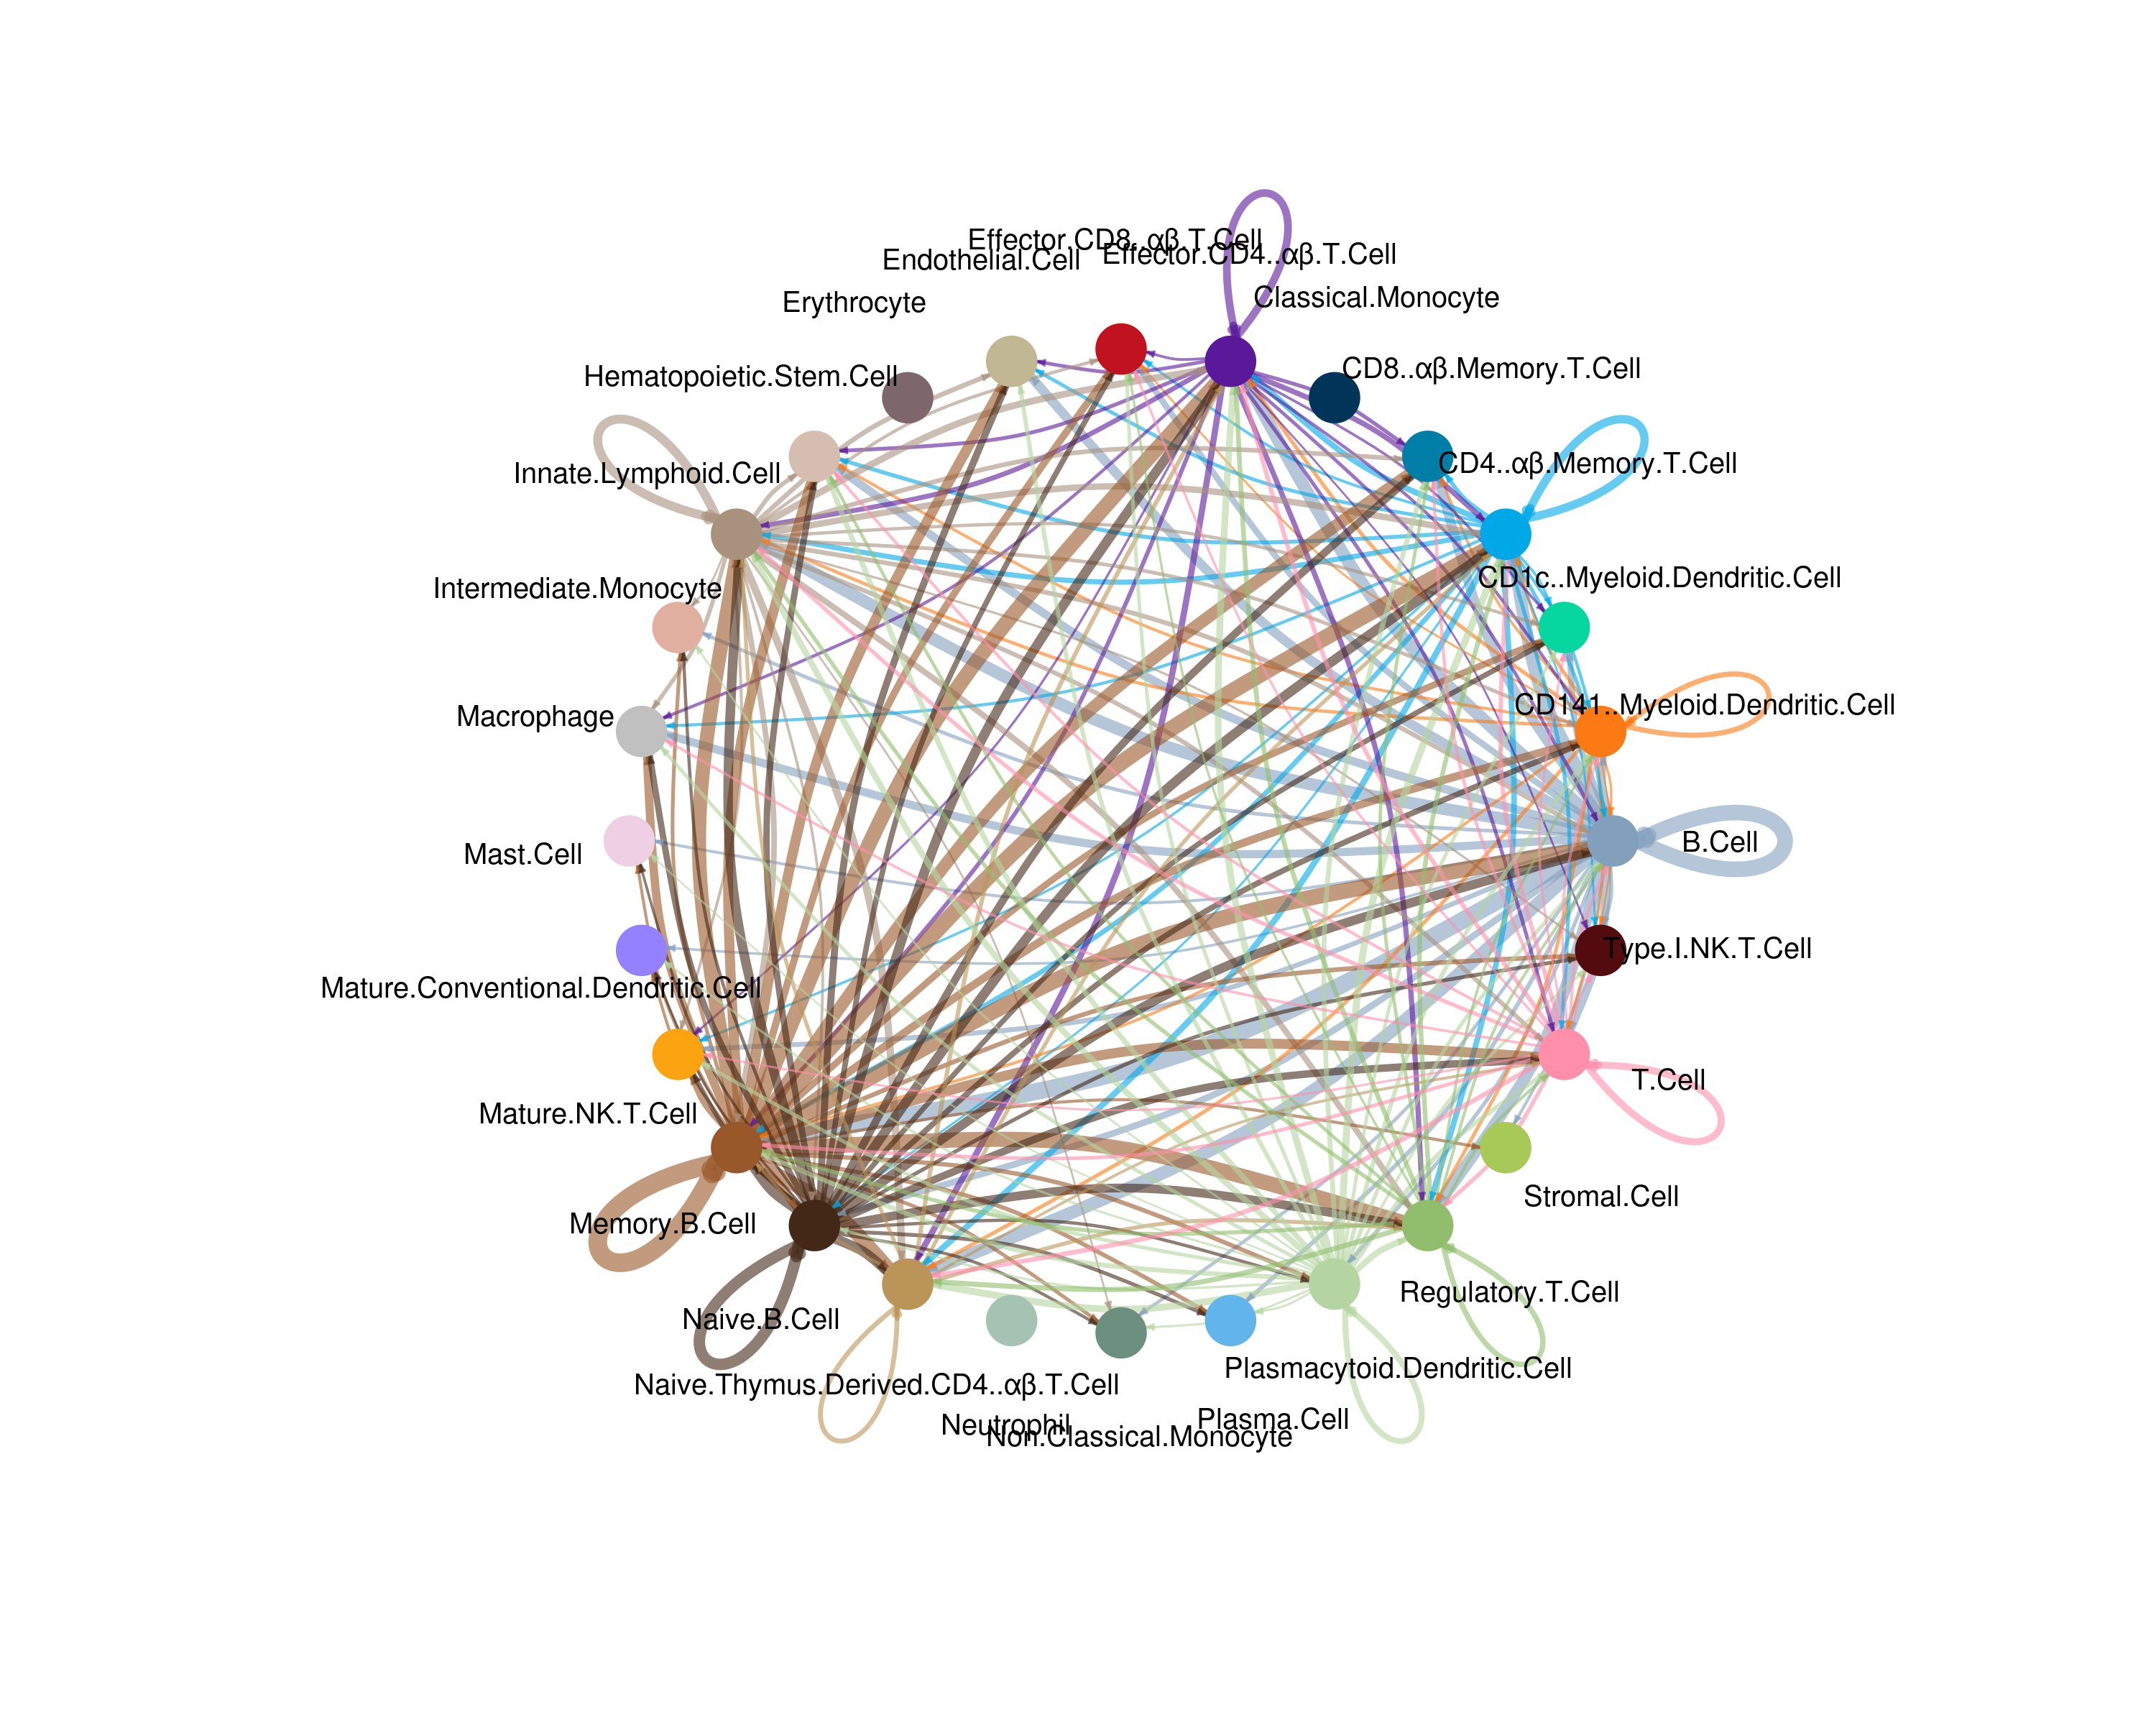 Effector.CD8..αβ.T.Cell
Effector.CD4..αβ.T.Cell
Endothelial.Cell
Classical.Monocyte
Erythrocyte
CD8..αβ.Memory.T.Cell
Hematopoietic.Stem.Cell
CD4..αβ.Memory.T.Cell
Innate.Lymphoid.Cell
CD1c..Myeloid.Dendritic.Cell
Intermediate.Monocyte
CD141..Myeloid.Dendritic.Cell
Macrophage
B.Cell
Mast.Cell
Type.I.NK.T.Cell
Mature.Conventional.Dendritic.Cell
T.Cell
Mature.NK.T.Cell
Stromal.Cell
Memory.B.Cell
Regulatory.T.Cell
Naive.B.Cell
Plasmacytoid.Dendritic.Cell
Naive.Thymus.Derived.CD4..αβ.T.Cell
Plasma.Cell
Neutrophil
Non.Classical.Monocyte